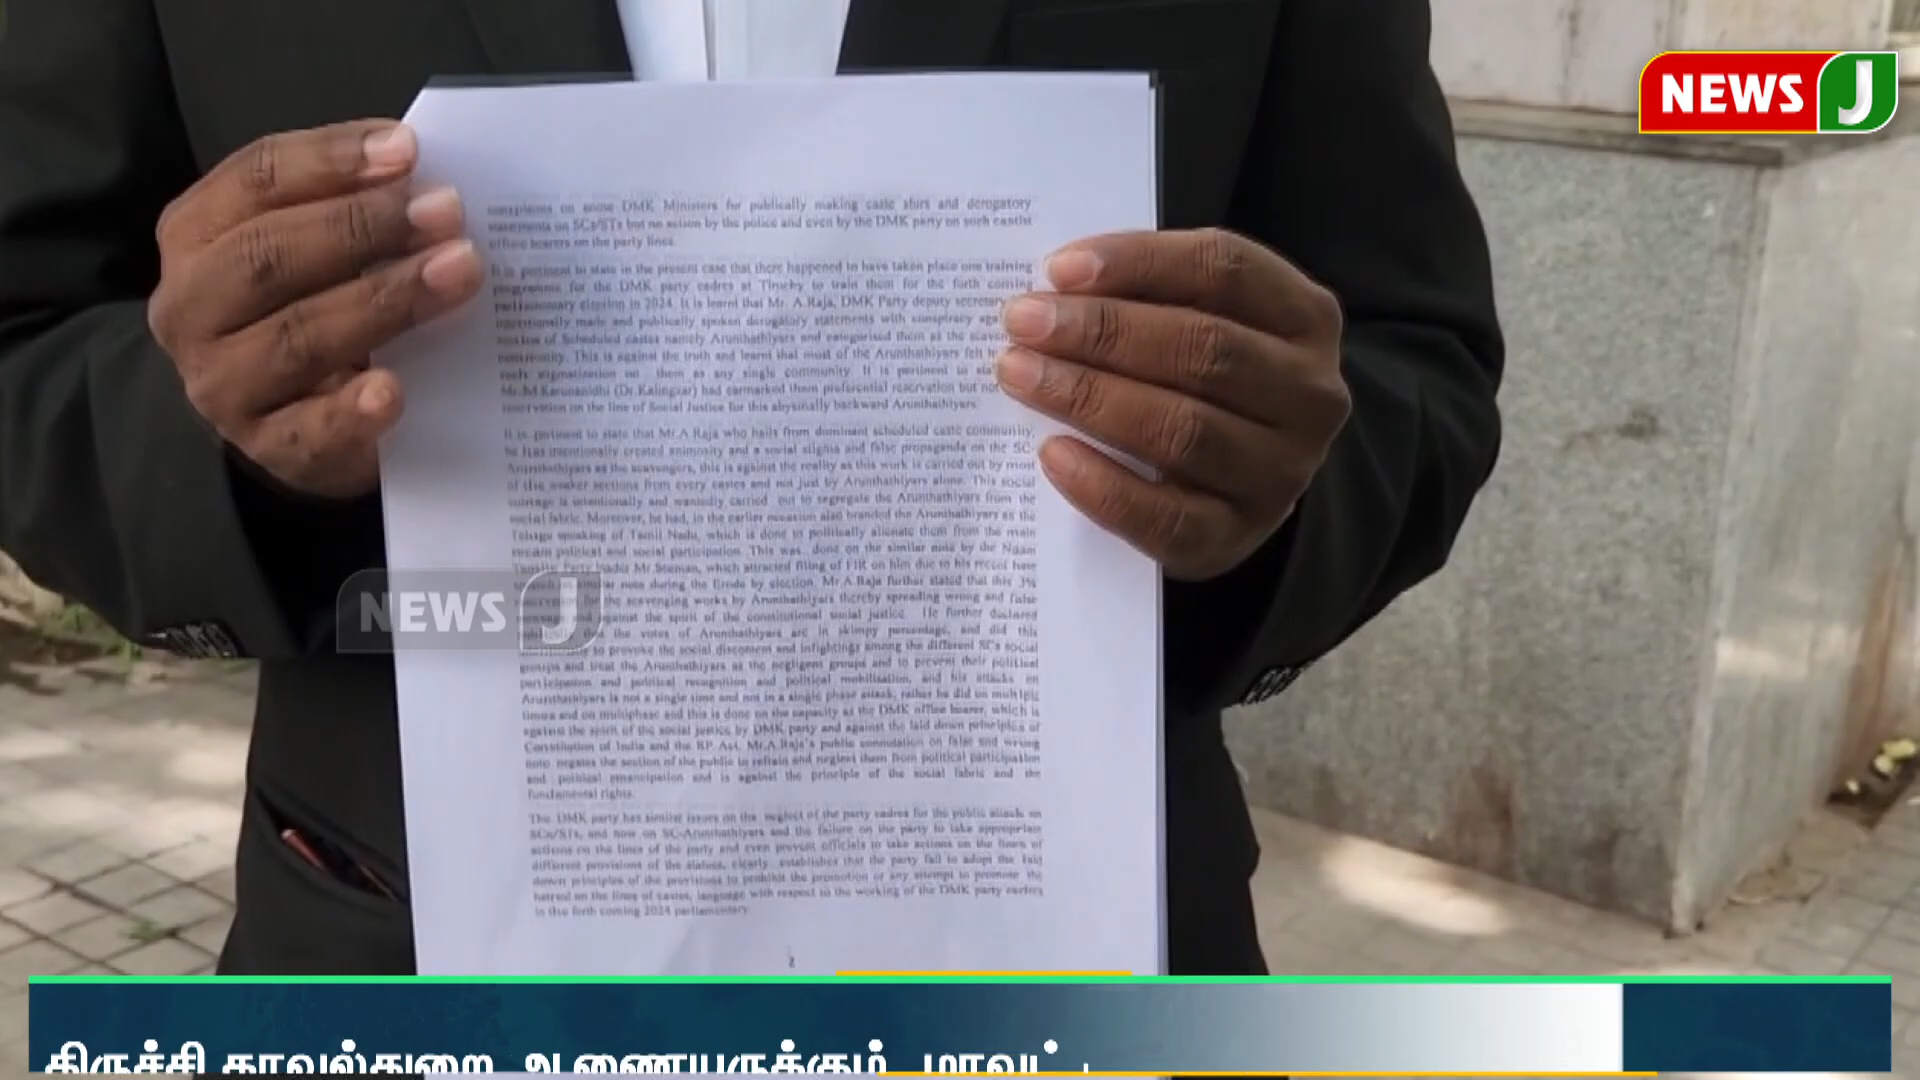 NEWS J
complaints on some DMK Ministers for publically making caste slurs and derogatory
statements on SCs/STs but no action by the police and even by the DMK party on such castist
office bearers on the party lines.
It is pertinent to state in the present case that there happened to have taken place one training
programme for the DMK party cadres at Tiruchy to train them for the forth coming
parliamentary election in 2024. It is learnt that Mr. A.Raja, DMK Party deputy secretary
intentionally made and publically spoken derogatory statements with conspiracy
section of Scheduled castes namely Arunthathiyars and categorised them as the
community. This is against the truth and learnt that most of the Arunthathiyars felt
stigmatization on them as any single community. It is pertinent to
Mr.M.Karunanidhi (Dr.Kalingzar) had earmarked them preferential reservation but
reservation on the line of Social Justice for this abysmally backward Arunthathiyars.
It is pertinent to state that Mr.A.Raja who hails from dominant scheduled caste community,
he has intentionally created animosity and a social stigma and false propaganda on the SC-
Arunthathiyars as the scavengers, this is against the reality as this work is carried out by most
of the weaker sections from every castes and not just by Arunthathiyars alone. This social
outrage is intentionally and wantedly carried out to segregate the Arunthathiyars from the
social fabric. Moreover, he had, in the earlier occasion also branded the Arunthathiyars as the
Telugu speaking of Tamil Nadu, which is done to politically alienate them from the main
stream political and social participation. This was done on the similar note by the Naam
Tamilar Party leader Mr.Seeman, which attracted filing of FIR on him due to his recent hate
similar note during the Erode by election. Mr.A.Raja further stated that this 3%
for the scavenging works by Arunthathiyars thereby spreading wrong and false
against the spirit of the constitutional social justice. He further declared
the votes of Arunthathiyars are in skimpy percentage, and did this
to provoke the social discontent and infightings among the different SC's social
groups and treat the Arunthathiyars as the negligent groups and to prevent their political
participation and political recognition and political mobilisation, and his attacks on
Arunthathiyars is not a single time and not in a single phase attack, rather he did on multiple
times and on multiphase and this is done on the capacity as the DMK office bearer, which is
against the spirit of the social justice by DMK party and against the laid down principles of
Constitution of India and the RP Act. Mr.A.Raja's public connotation on false and wrong
note negates the section of the public to refrain and neglect them from political participation
and political emancipation and is against the principle of the social fabric and the
fundamental rights.
The DMK party has similar issues on the neglect of the party cadres for the public attack on
SCs/STs, and now on SC-Arunthathiyars and the failure on the party to take appropriate
actions on the lines of the party and even prevent officials to take actions on the lines of
different provisions of the statues, clearly establishes that the party fail to adopt the laid
down principles of the provisions to prohibit the promotion or any attempt to promote the
hatred on the lines of castes, language with respect to the working of the DMK party cadres
in the forth coming 2024 parliamentary
2
NEWS J
திருச்சி காவல்துறை ஆணையருக்கும்